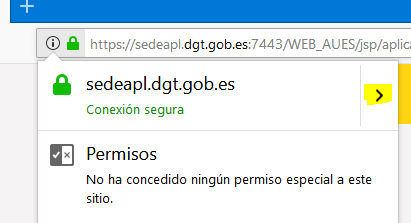 https://sedeapl.dgt.gob.es:7443/WEB_AUES/jsp/aplica
sedeapl.dgt.gob.es
Conexión segura
Permisos
No ha concedido ningún permiso especial a este
sitio.